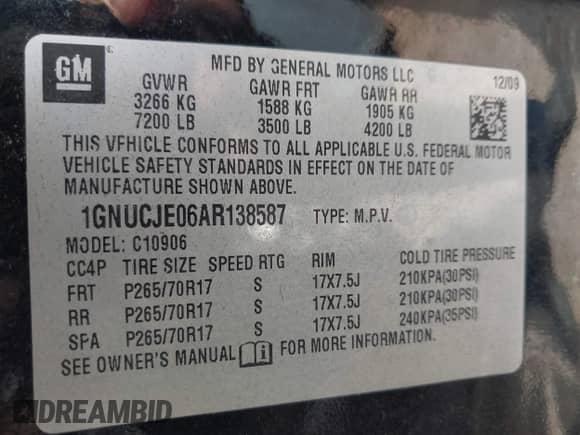 GM
MFD BY GENERAL MOTORS LLC
12/09
GVWR GAWR FRT GAWR RR
3266 KG 1588 KG 1905 KG
7200 LB 3500 LB 4200 LB
THIS VEHICLE CONFORMS TO ALL APPLICABLE U.S. FEDERAL MOTOR
VEHICLE SAFETY STANDARDS IN EFFECT ON THE DATE OF
MANUFACTURE SHOWN ABOVE.
1GNUCJE06AR138587 TYPE: M.P.V.
MODEL: C10906
CC4P TIRE SIZE SPEED RTG RIM COLD TIRE PRESSURE
FRT P265/70R17 S 17X7.5J 210KPA(30PSI)
RR P265/70R17 S 17X7.5J 210KPA(30PSI)
SPA P265/70R17 S 17X7.5J 240KPA(35PSI)
SEE OWNER'S MANUAL FOR MORE INFORMATION.
DREAMBID